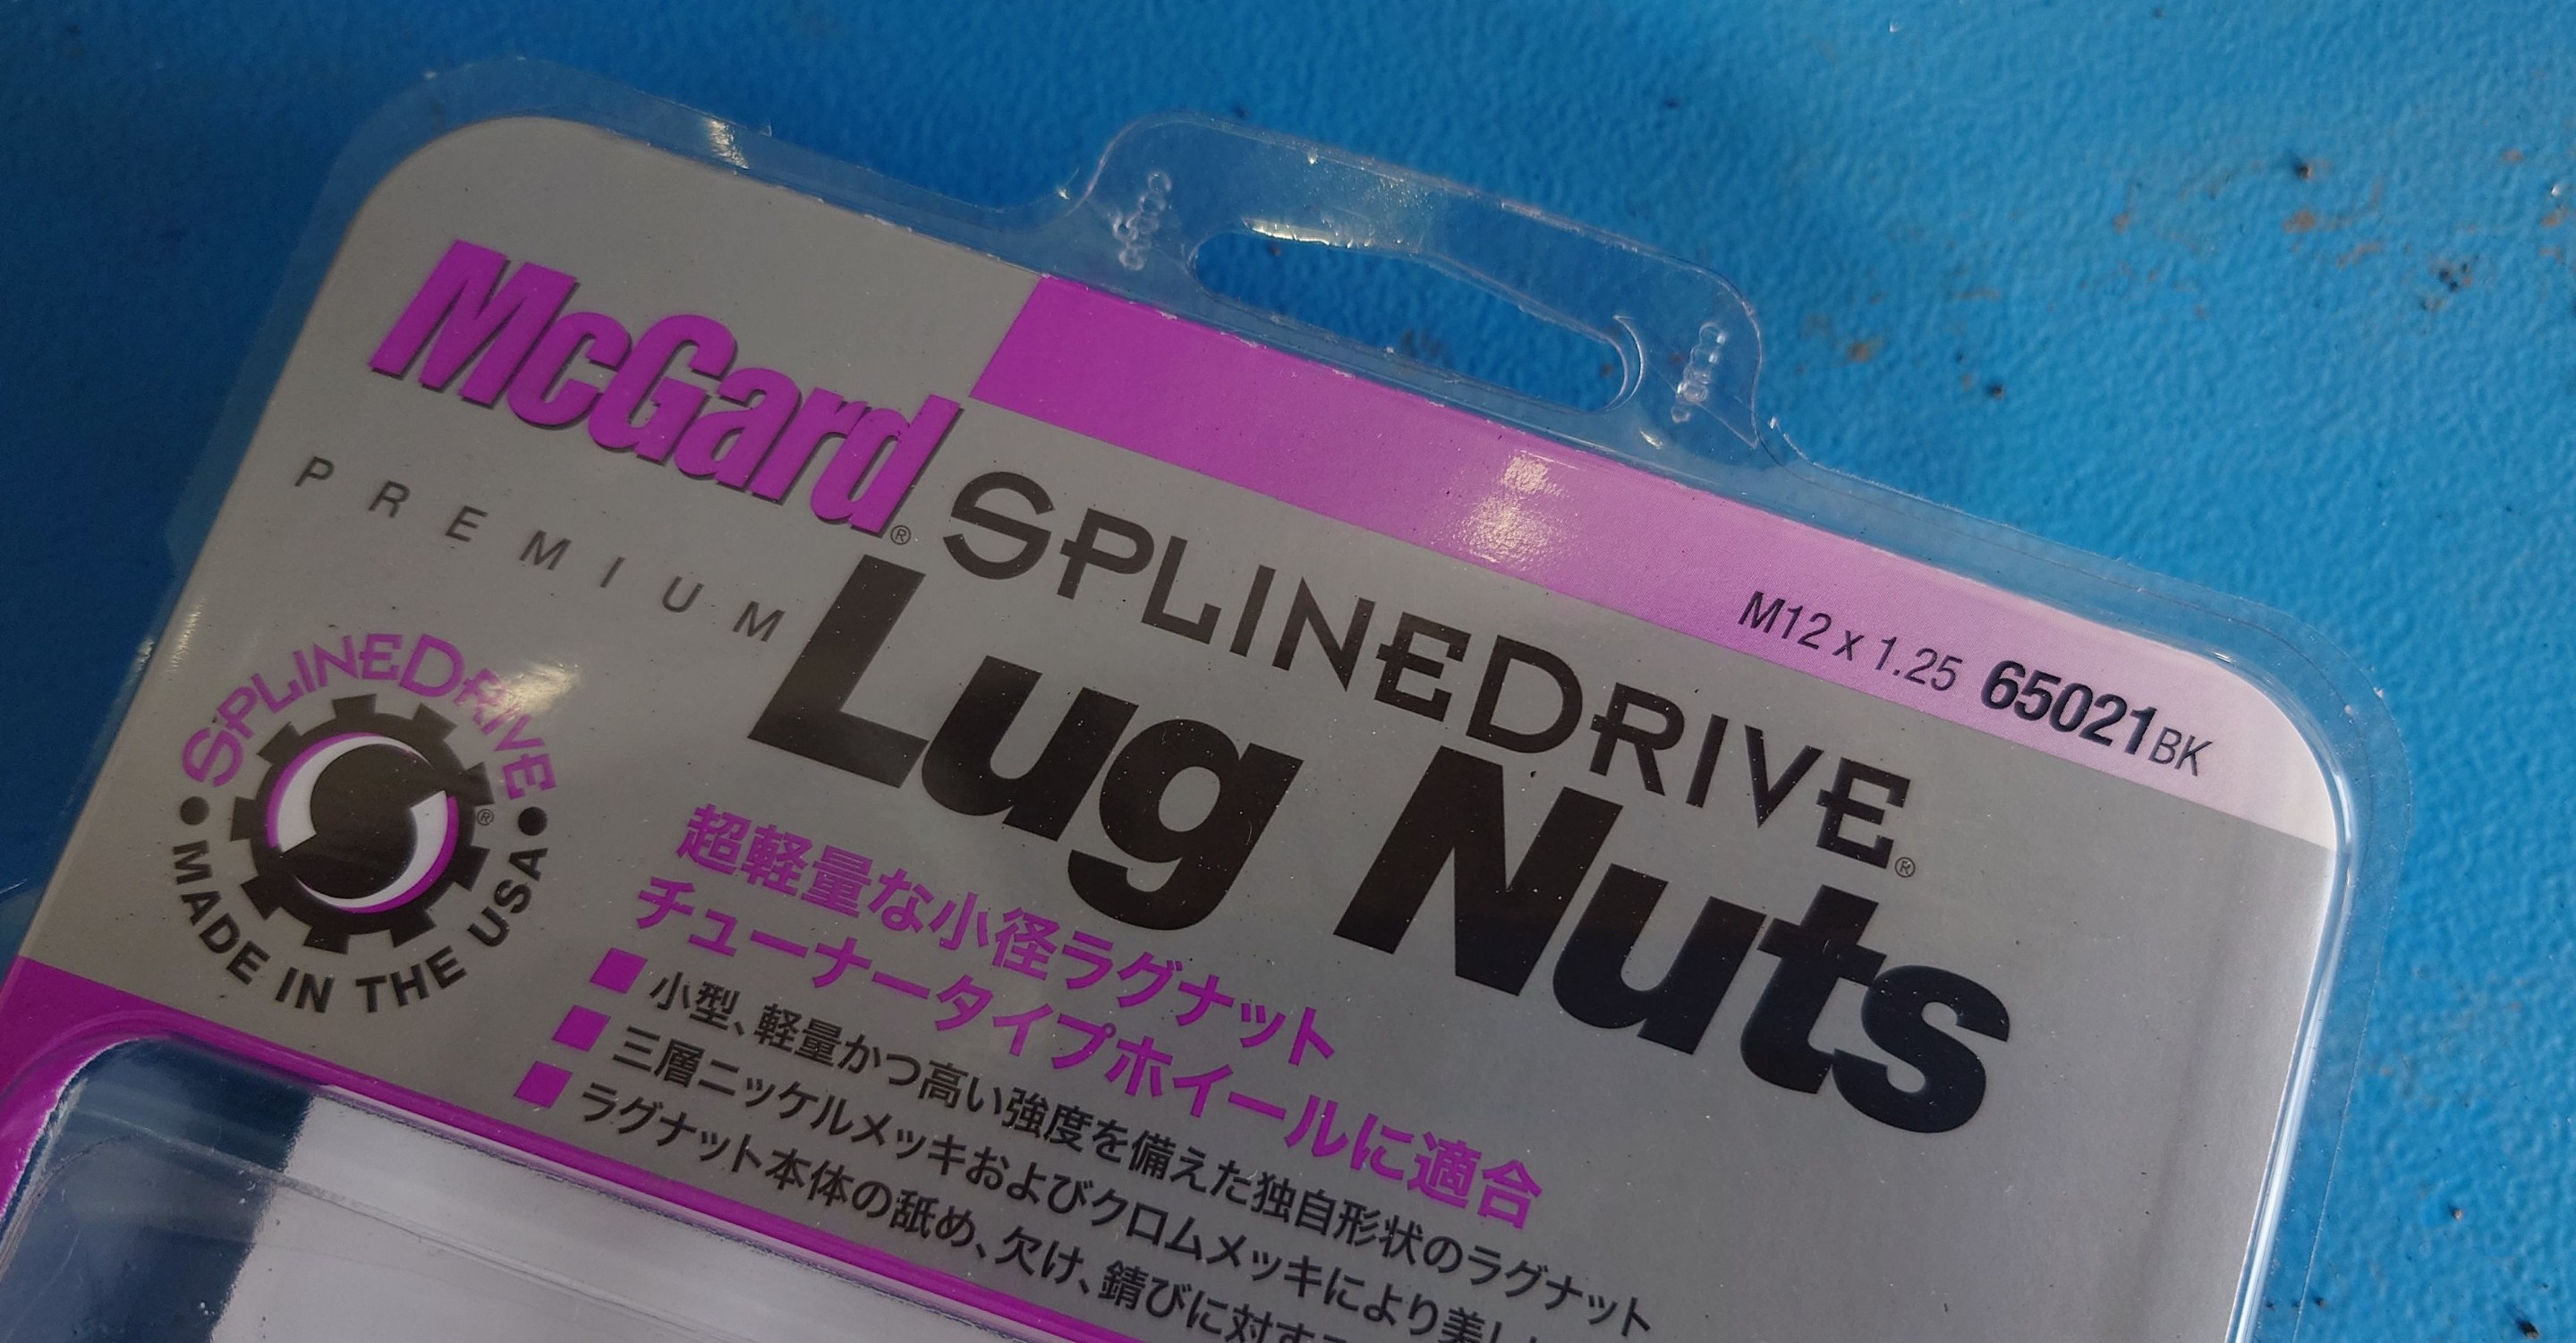 McGard®
PREMIUM
M12 x 1.25 65021BK
SPLINEDRIVE®
Lug Nuts
SPLINEDRIVE
®
• MADE IN THE USA •
超軽量な小径ラグナット
チューナータイプホイールに適合
■ 小型、軽量かつ高い強度を備えた独自形状のラグナット
■ 三層ニッケルメッキおよびクロムメッキにより美し
■ ラグナット本体の舐め、欠け、錆びに対す